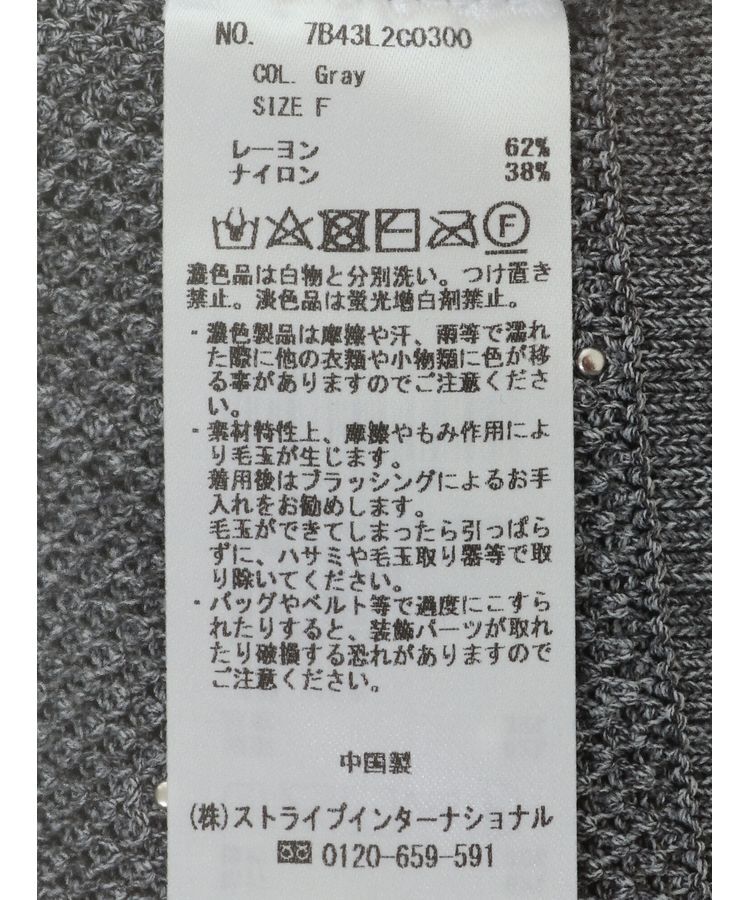 NO. 7B43L2C0300
COL. Gray
SIZE F
レーヨン 62%
ナイロン 38%
F
濃色品は白物と分別洗い。つけ置き
禁止。淡色品は蛍光増白剤禁止。
・濃色製品は摩擦や汗、雨等で濡れ
た際に他の衣類や小物類に色が移
る事がありますのでご注意くださ
い。
・素材特性上、摩擦やもみ作用によ
り毛玉が生じます。
着用後はブラッシングによるお手
入れをお勧めします。
毛玉ができてしまったら引っぱら
ずに、ハサミや毛玉取り器等で取
り除いてください。
・バッグやベルト等で過度にこすら
れたりすると、装飾パーツが取れ
たり破損する恐れがありますので
ご注意ください。
中国製
(株)ストライプインターナショナル
0120-659-591